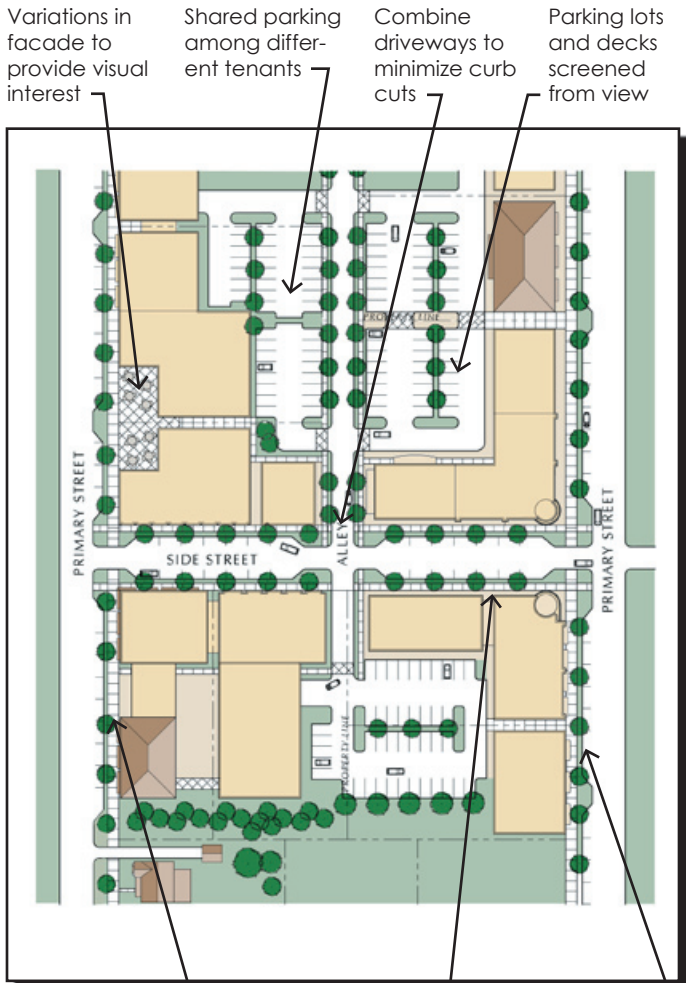 Variations in
facade to
provide visual
interest
Shared parking
among differ-
ent tenants
Combine
driveways to
minimize curb
cuts
Parking lots
and decks
screened
from view
PROPERTY LINE
PRIMARY STREET
SIDE STREET
ALLEY
PRIMARY STREET
PROPERTY LINE